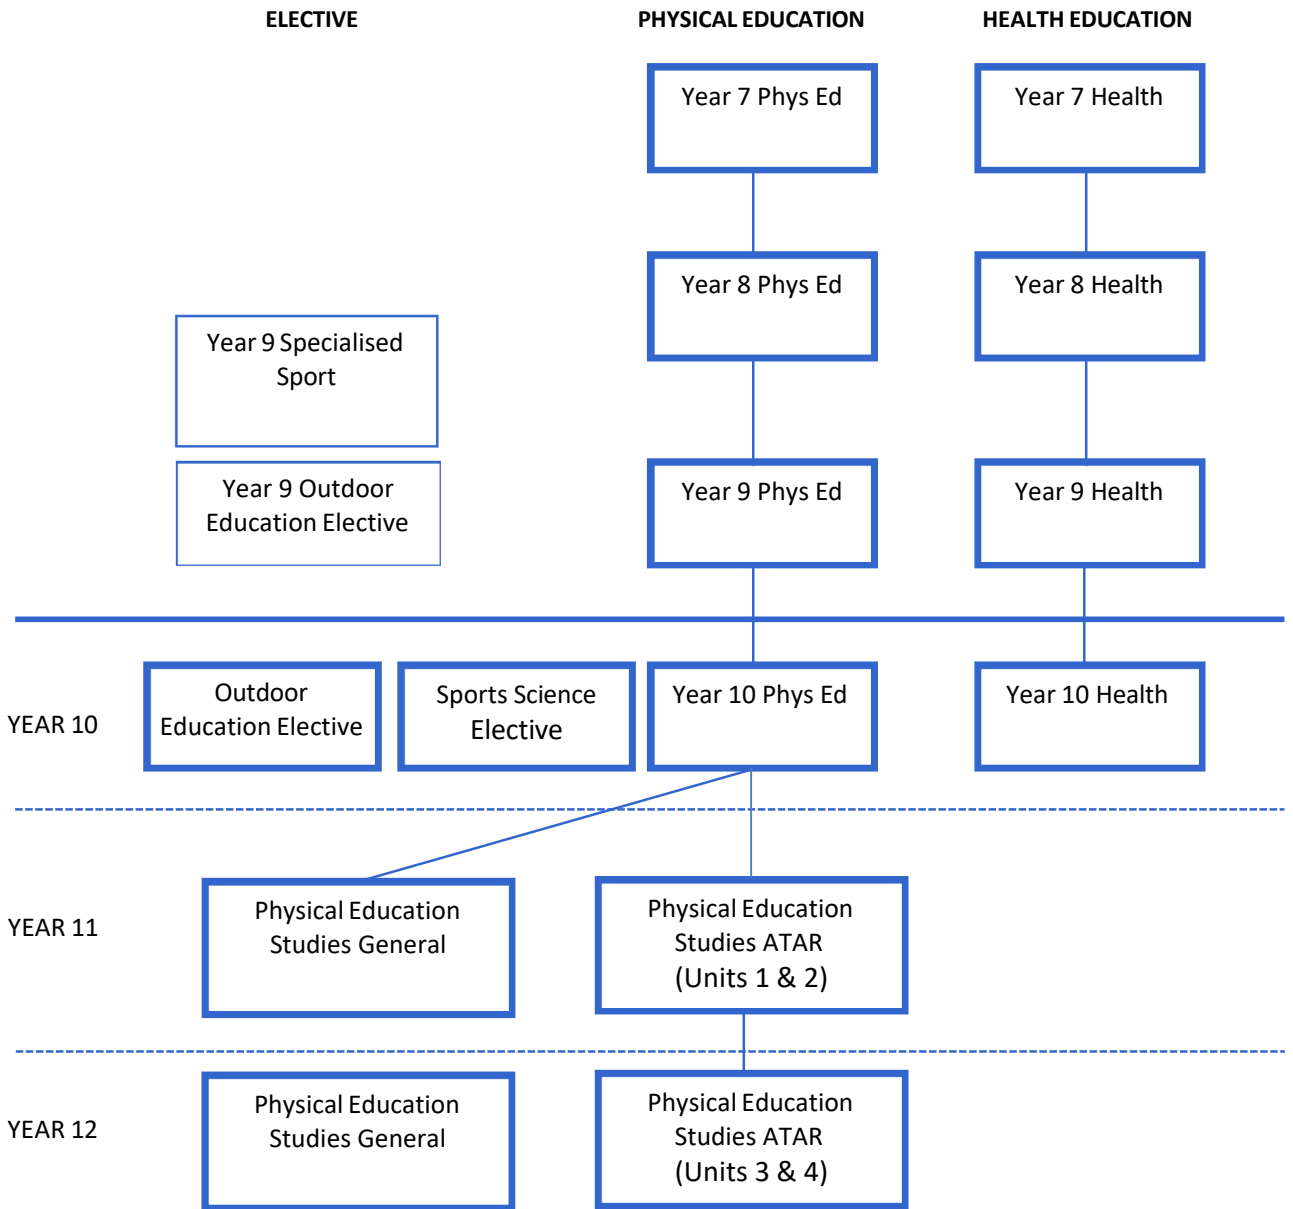 ELECTIVE
PHYSICAL EDUCATION
HEALTH EDUCATION
Year 7 Phys Ed
Year 7 Health
Year 8 Phys Ed
Year 8 Health
Year 9 Specialised
Sport
Year 9 Outdoor
Education Elective
Year 9 Phys Ed
Year 9 Health
YEAR 10
Outdoor
Education Elective
Sports Science
Elective
Year 10 Phys Ed
Year 10 Health
YEAR 11
Physical Education
Studies General
Physical Education
Studies ATAR
(Units 1 & 2)
YEAR 12
Physical Education
Studies General
Physical Education
Studies ATAR
(Units 3 & 4)